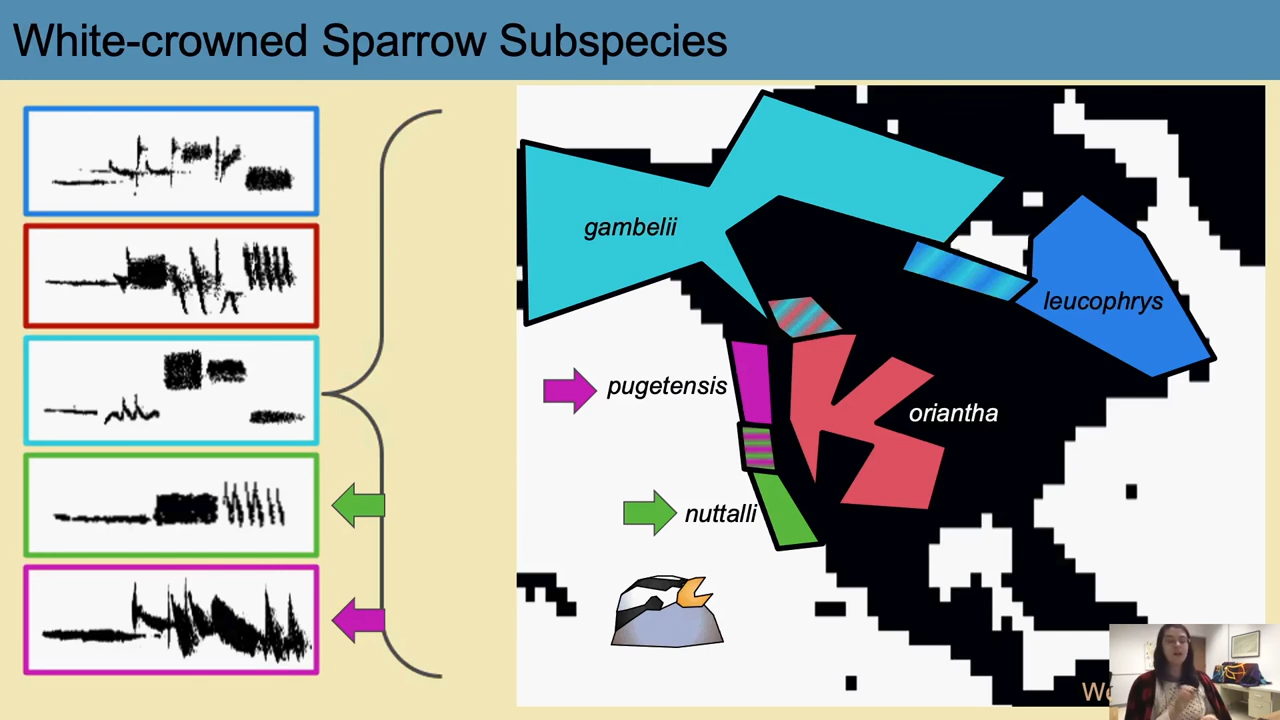 White-crowned Sparrow Subspecies
gambelii
leucophrys
pugetensis
oriantha
nuttalli